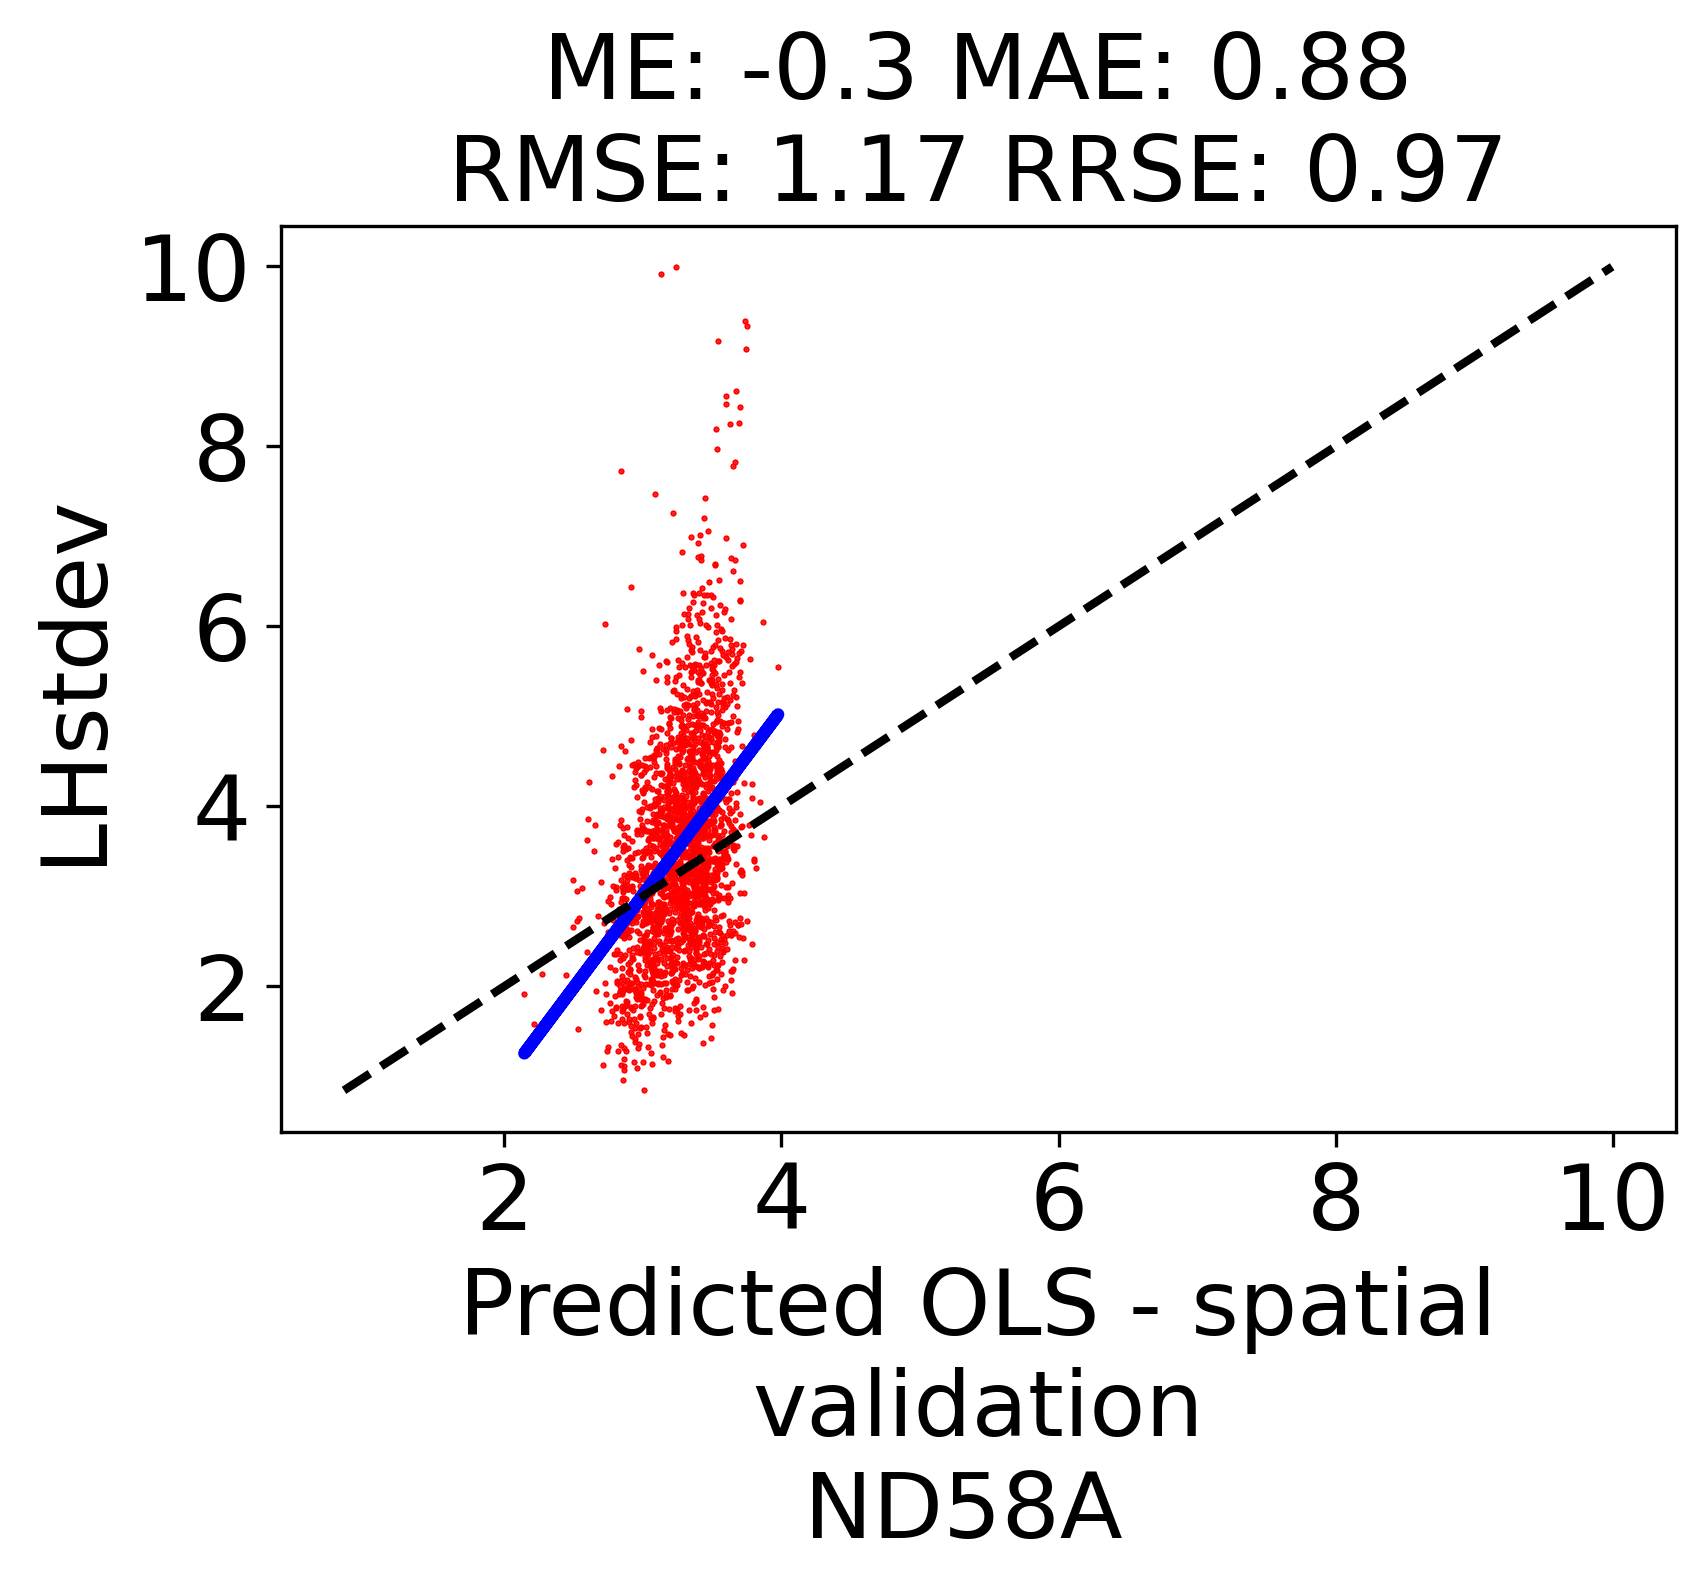 ME: -0.3 MAE: 0.88
RMSE: 1.17 RRSE: 0.97
10
8
6
4
2
LHstdev
2 4 6 8 10
Predicted OLS - spatial
validation
ND58A